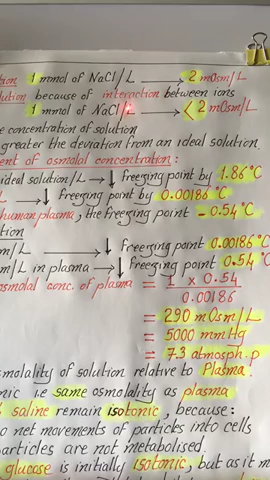 tion 1 mmol of NaCl/L → 2 mOsm/L
lution because of interaction between ions
1 mmol of NaCl/L → < 2 mOsm/L
e concentration of solution
greater the deviation from an ideal solution.
ent of osmolal concentration:
ideal solution/L → ↓ freezing point by 1.86°C
L → ↓ freezing point by 0.00186°C
human plasma, the freezing point - 0.54°C
tion
m/L → ↓ freezing point 0.00186°C
m/L in plasma → ↓ freezing point 0.54°C
osmolal conc. of plasma = 1 x 0.54
0.00186
= 290 mOsm/L
= 5000 mmHg
= 7.3 atmosph. p
smolality of solution relative to Plasma!
nic i.e same osmolality as plasma
saline remain isotonic, because:
o net movements of particles into cells
articles are not metabolised.
glucose is initially isotonic, but as it m